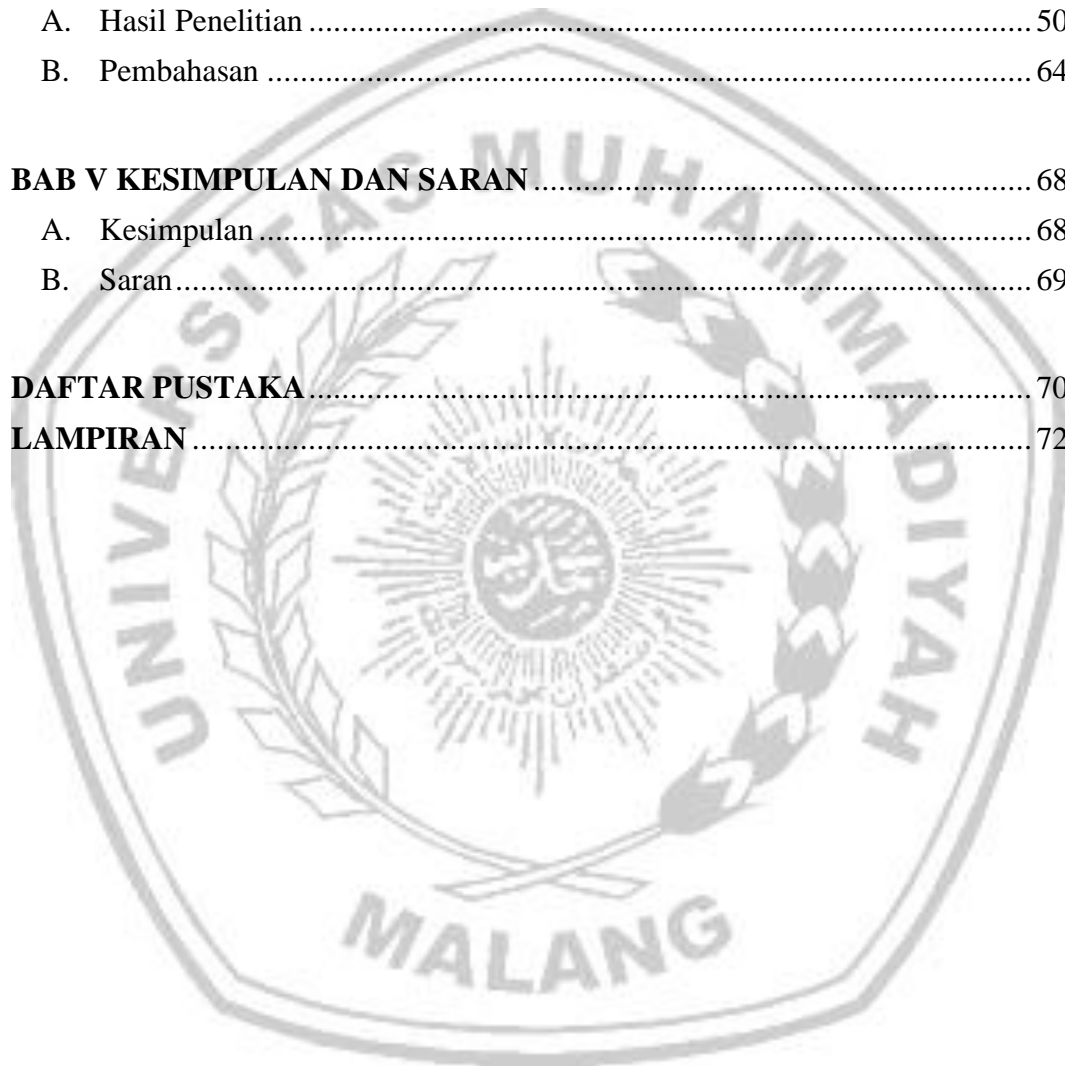 A. Hasil Penelitian ........................................................................................ 50
B. Pembahasan ............................................................................................. 64
BAB V KESIMPULAN DAN SARAN ............................................................. 68
A. Kesimpulan .............................................................................................. 68
B. Saran ........................................................................................................ 69
DAFTAR PUSTAKA ........................................................................................ 70
LAMPIRAN ...................................................................................................... 72
UNIVERSITAS MUHAMMADIYAH
MALANG